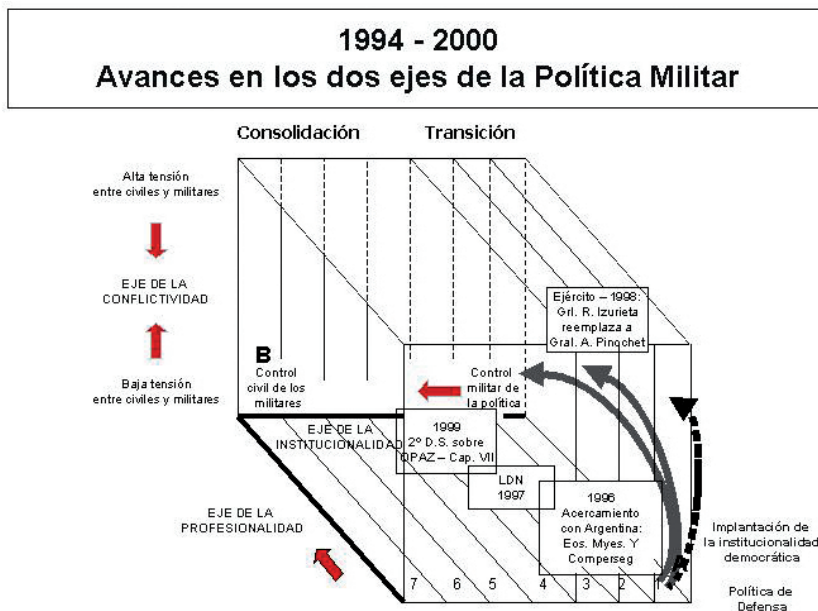 1994 - 2000
Avances en los dos ejes de la Política Militar
Consolidación
Transición
Alta tensión
entre civiles y militares
EJE DE LA
CONFLICTIVIDAD
Baja tensión
entre civiles y militares
Ejército – 1998:
Grl. R. Izurieta
reemplaza a
Gral. A. Pinochet
B
Control
civil de los
militares
Control
militar de
la política
EJE DE LA
INSTITUCIONALIDAD
1999
2º D.S. sobre
OPAZ – Cap. VII
LDN
1997
1996
Acercamiento
con Argentina:
Eos. Myes. Y
Comperseg
EJE DE LA
PROFESIONALIDAD
Implantación de
la institucionalidad
democrática
7 6 5 4 3 2 1
Política de
Defensa